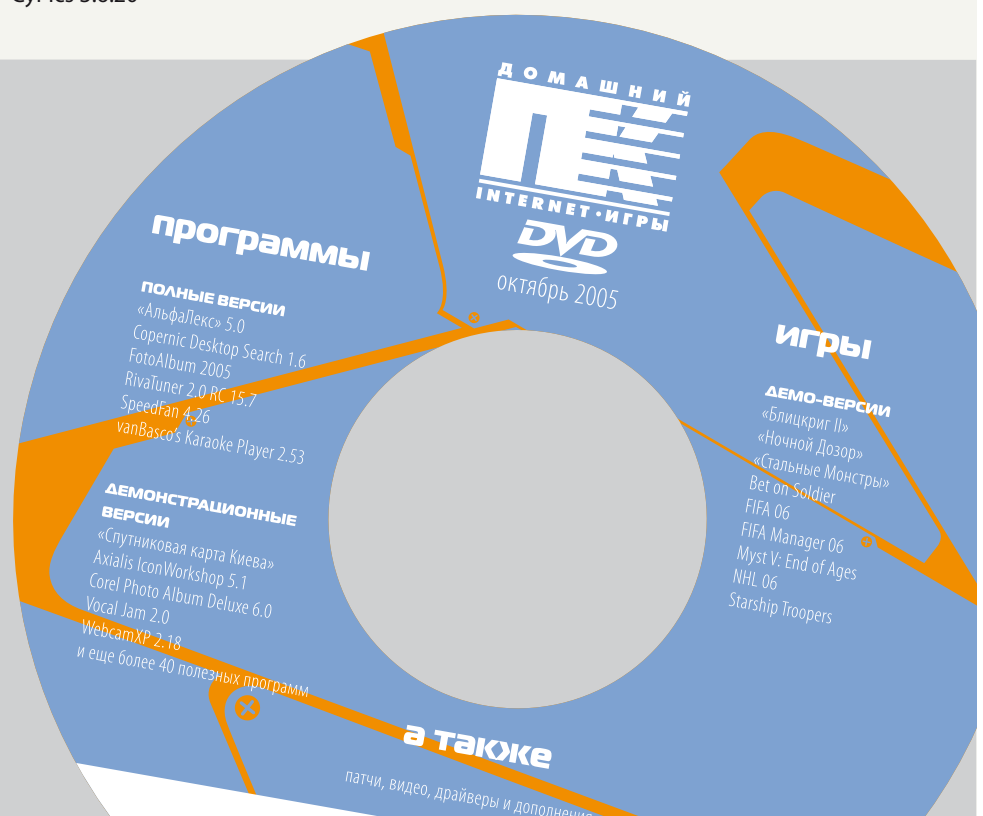 ДОМАШНИЙ
ПК
INTERNET•ИГРЫ
DVD
октябрь 2005
программы
ПОЛНЫЕ ВЕРСИИ
«АльфаЛекс» 5.0
Copernic Desktop Search 1.6
FotoAlbum 2005
RivaTuner 2.0 RC 15.7
SpeedFan 4.26
vanBasco's Karaoke Player 2.53
ДЕМОНСТРАЦИОННЫЕ
ВЕРСИИ
«Спутниковая карта Киева»
Axialis IconWorkshop 5.1
Corel Photo Album Deluxe 6.0
Vocal Jam 2.0
WebcamXP 2.18
и еще более 40 полезных программ
игры
ДЕМО-ВЕРСИИ
«Блицкриг II»
«Ночной Дозор»
«Стальные Монстры»
Bet on Soldier
FIFA 06
FIFA Manager 06
Myst V: End of Ages
NHL 06
Starship Troopers
а также
патчи, видео, драйверы и дополнения